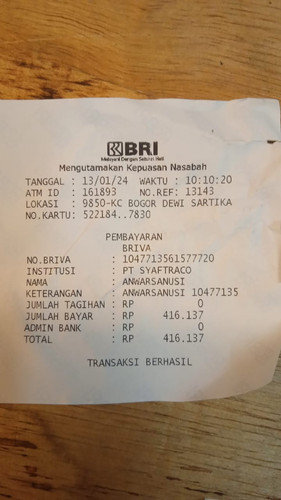 BRI
Melayani Dengan Setulus Hati
Mengutamakan Kepuasan Nasabah
TANGGAL : 13/01/24 WAKTU : 10:10:20
ATM ID : 161893 NO.REF: 13143
LOKASI : 9850-KC BOGOR DEWI SARTIKA
NO.KARTU: 522184..7830
PEMBAYARAN
BRIVA
NO.BRIVA : 1047713561577720
INSTITUSI : PT SYAFTRACO
NAMA : ANWARSANUSI
KETERANGAN : ANWARSANUSI 10477135
JUMLAH TAGIHAN : RP 0
JUMLAH BAYAR : RP 416.137
ADMIN BANK : RP 0
TOTAL : RP 416.137
TRANSAKSI BERHASIL